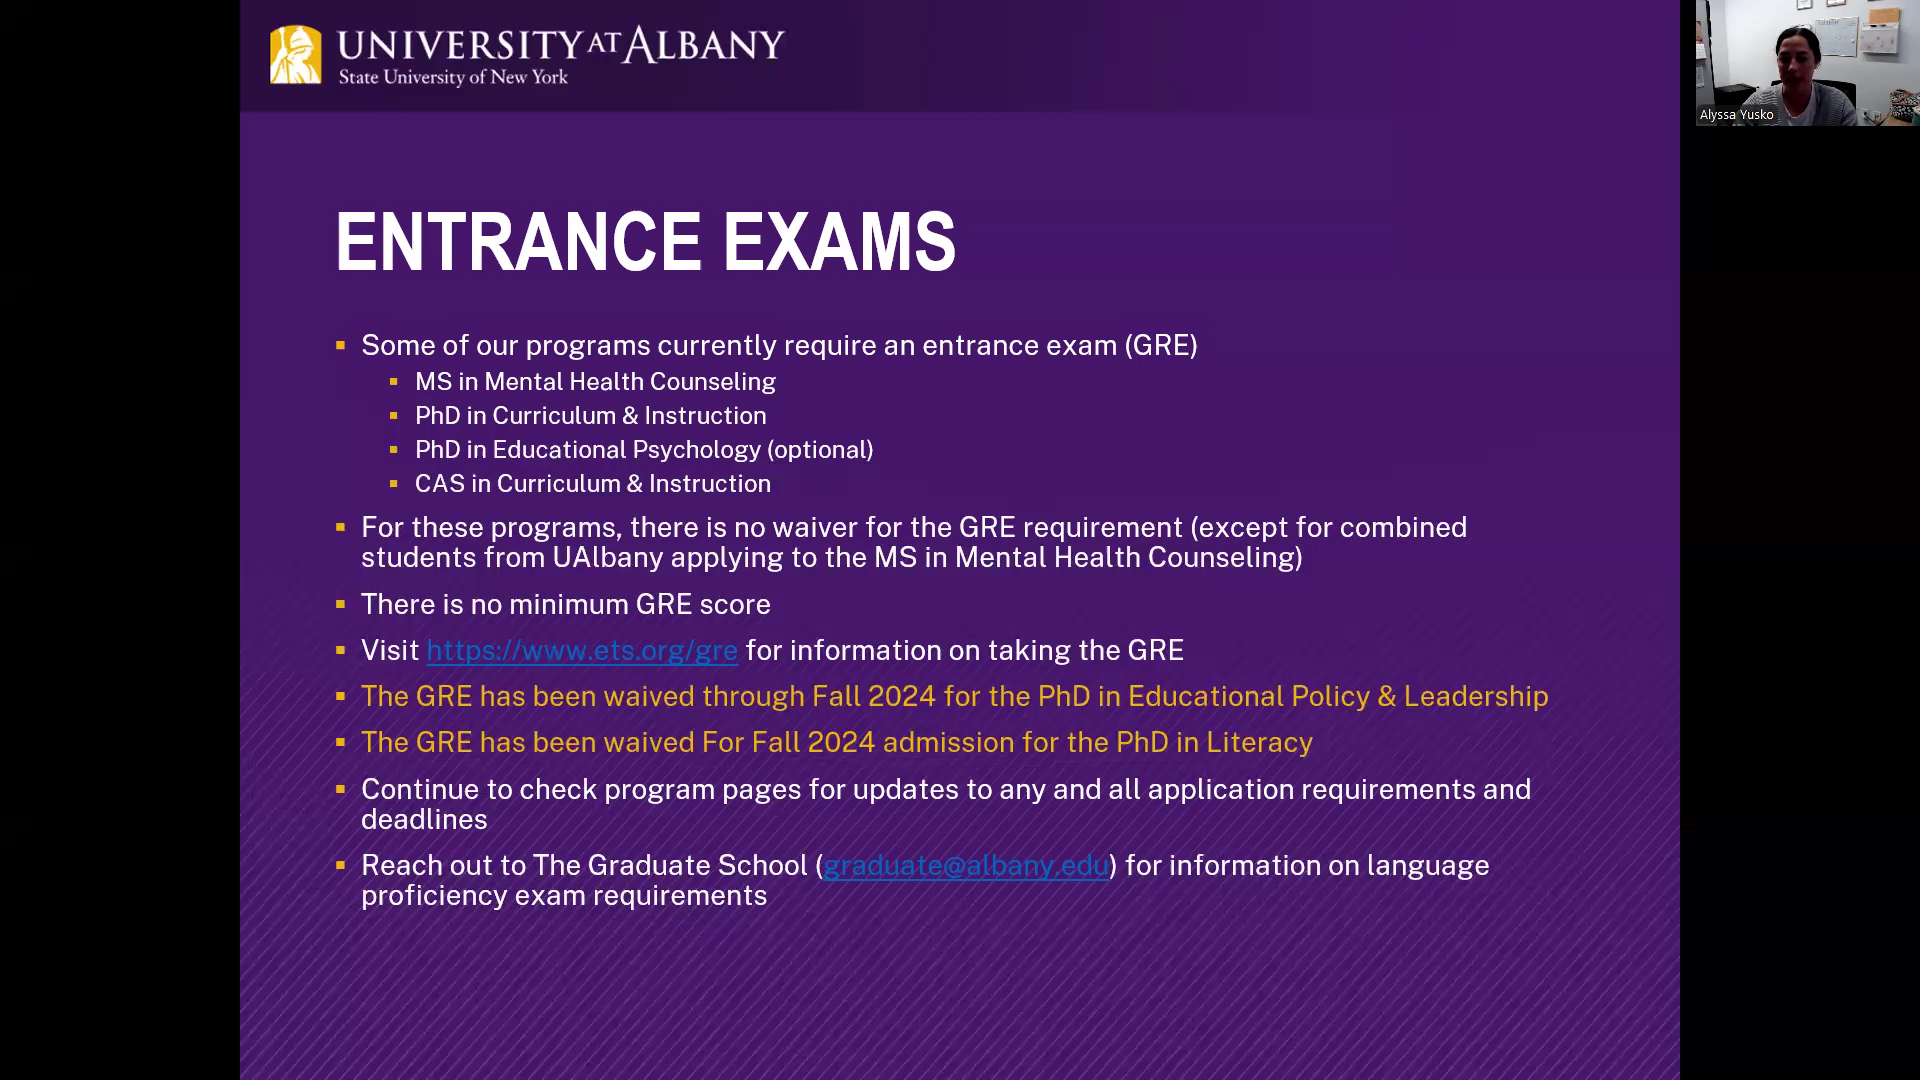 UNIVERSITY AT ALBANY
State University of New York
Alyssa Yusko
ENTRANCE EXAMS
Some of our programs currently require an entrance exam (GRE)
MS in Mental Health Counseling
PhD in Curriculum & Instruction
PhD in Educational Psychology (optional)
CAS in Curriculum & Instruction
For these programs, there is no waiver for the GRE requirement (except for combined
students from UAlbany applying to the MS in Mental Health Counseling)
There is no minimum GRE score
Visit https://www.ets.org/gre for information on taking the GRE
The GRE has been waived through Fall 2024 for the PhD in Educational Policy & Leadership
The GRE has been waived For Fall 2024 admission for the PhD in Literacy
Continue to check program pages for updates to any and all application requirements and
deadlines
Reach out to The Graduate School (graduate@albany.edu) for information on language
proficiency exam requirements